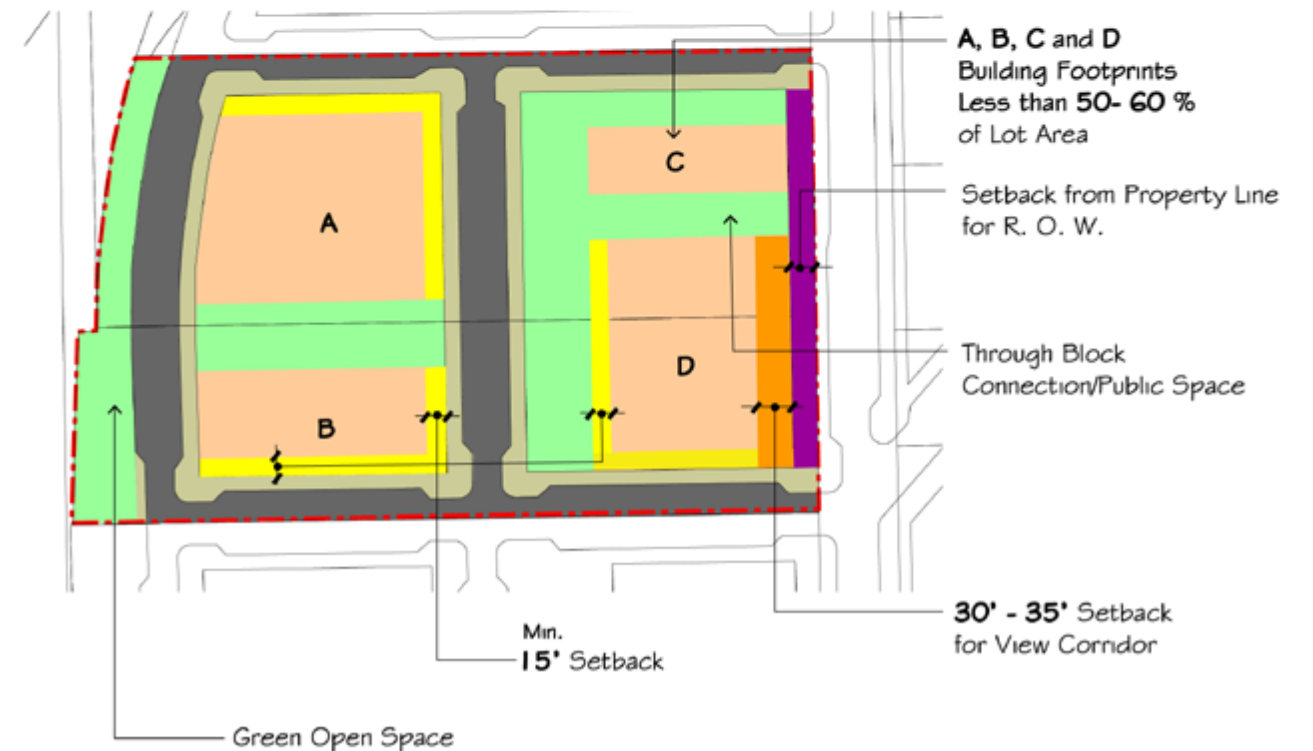 A, B, C and D
Building Footprints
Less than 50- 60 %
of Lot Area
C
Setback from Property Line
for R. O. W.
A
Through Block
Connection/Public Space
D
B
30' - 35' Setback
for View Corridor
Min.
15' Setback
Green Open Space